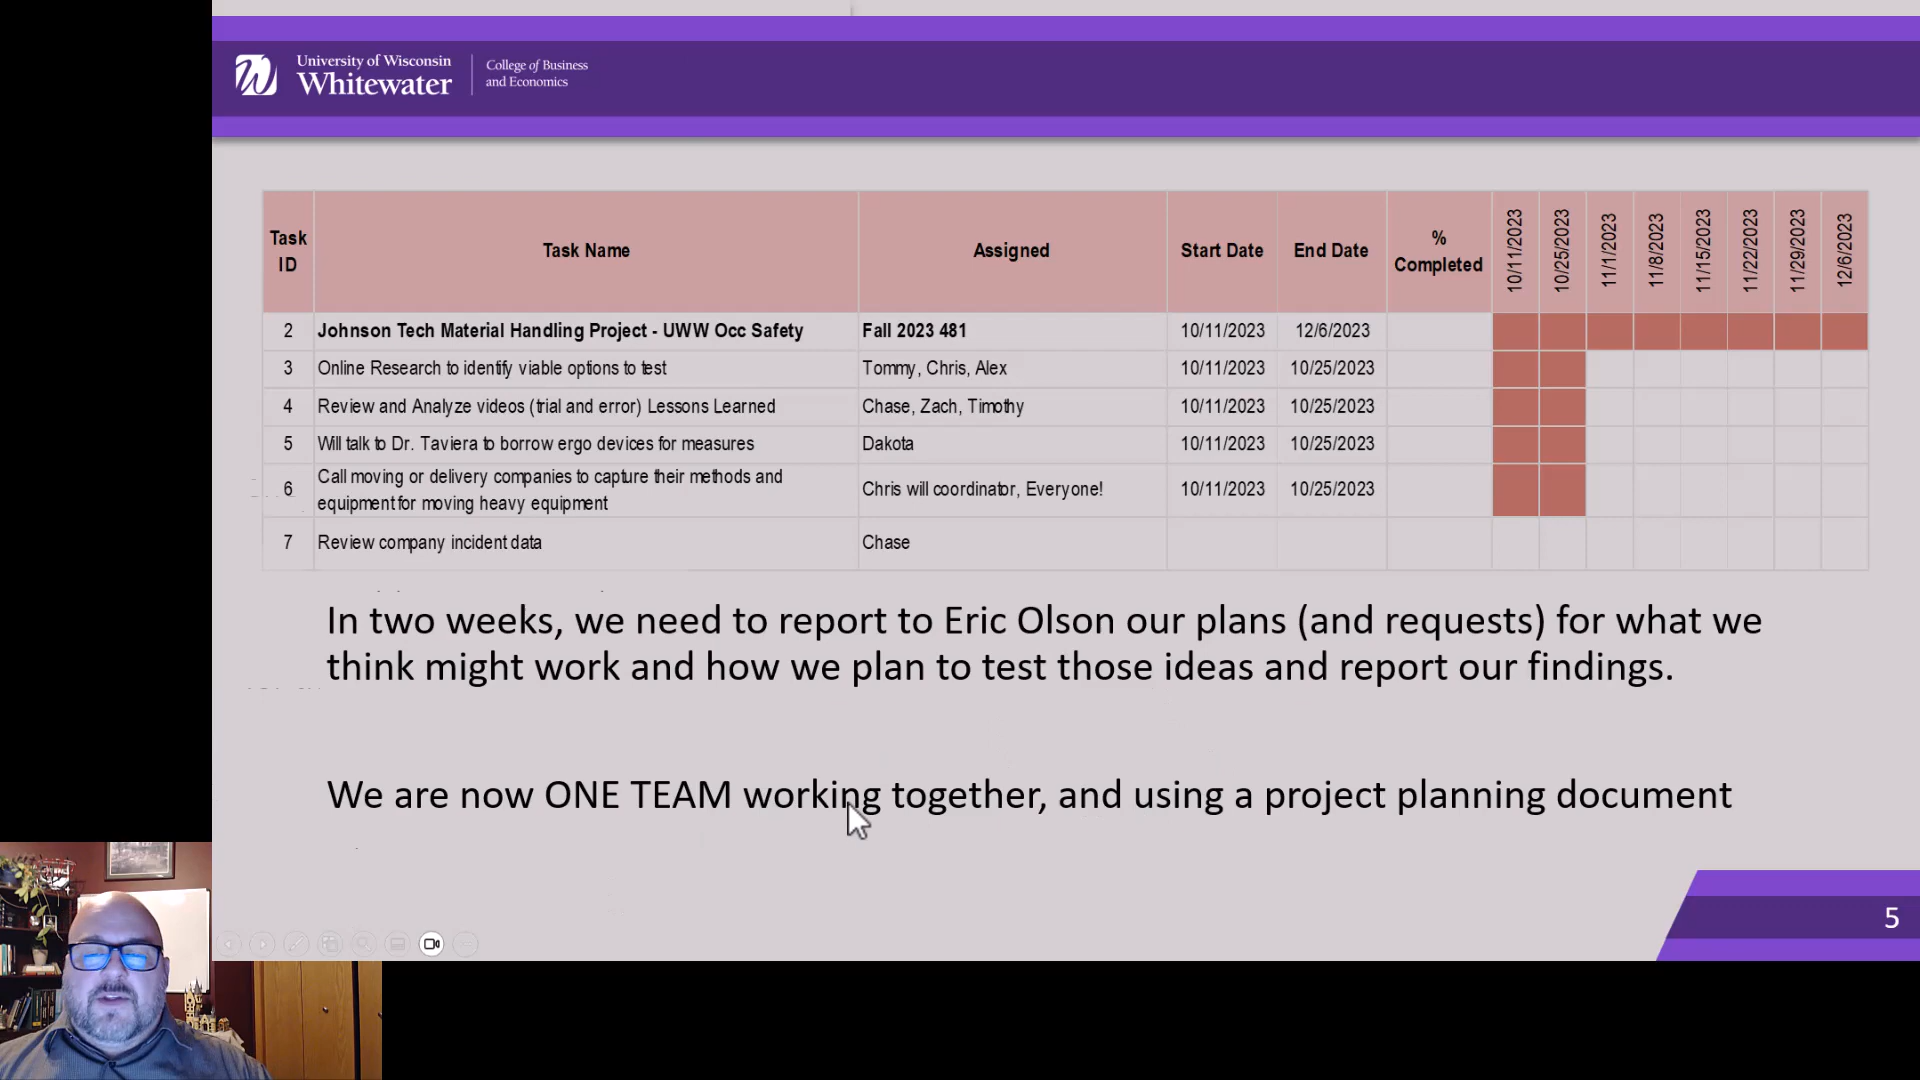 University of Wisconsin
Whitewater
College of Business
and Economics
Task ID Task Name Assigned Start Date End Date % Completed 10/11/2023 10/25/2023 11/1/2023 11/8/2023 11/15/2023 11/22/2023 11/29/2023 12/6/2023
2 Johnson Tech Material Handling Project - UWW Occ Safety Fall 2023 481 10/11/2023 12/6/2023
3 Online Research to identify viable options to test Tommy, Chris, Alex 10/11/2023 10/25/2023
4 Review and Analyze videos (trial and error) Lessons Learned Chase, Zach, Timothy 10/11/2023 10/25/2023
5 Will talk to Dr. Taviera to borrow ergo devices for measures Dakota 10/11/2023 10/25/2023
6 Call moving or delivery companies to capture their methods and
equipment for moving heavy equipment Chris will coordinator, Everyone! 10/11/2023 10/25/2023
7 Review company incident data Chase
In two weeks, we need to report to Eric Olson our plans (and requests) for what we
think might work and how we plan to test those ideas and report our findings.
We are now ONE TEAM working together, and using a project planning document
5